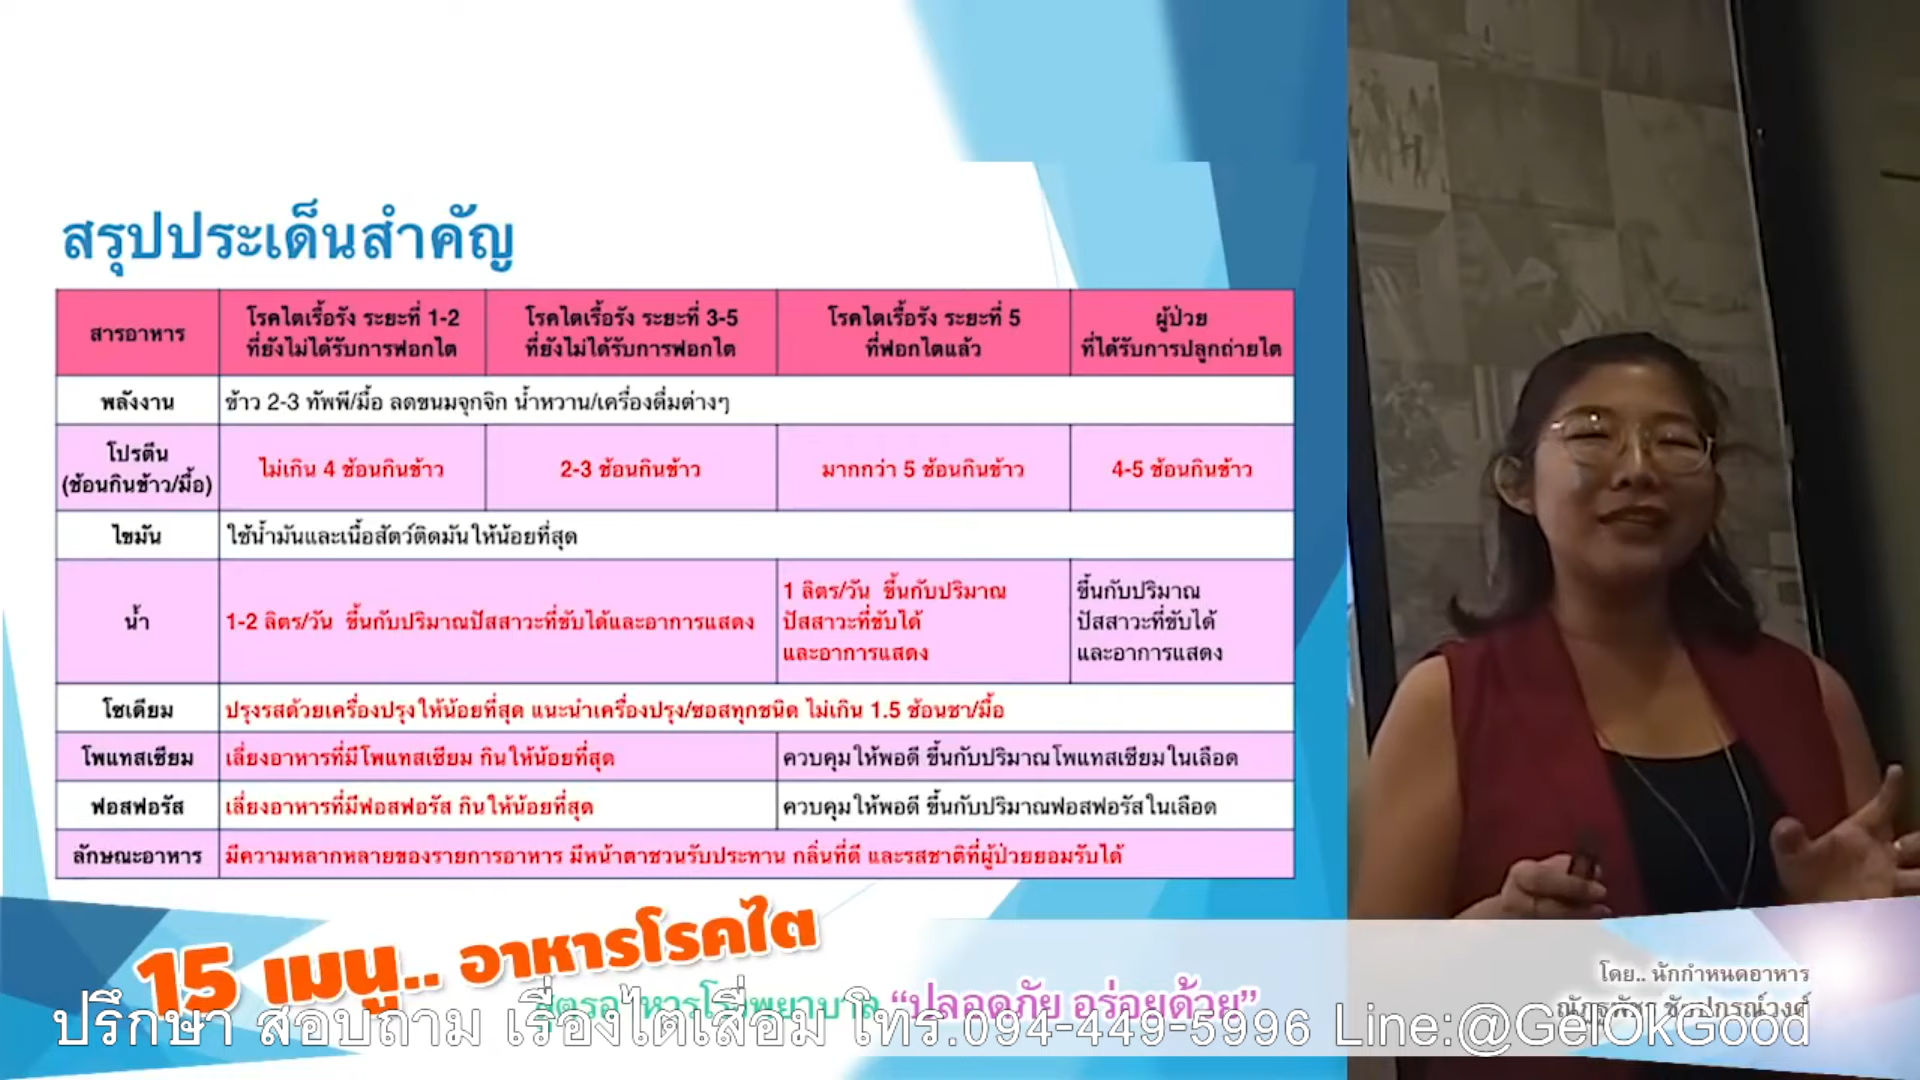 สรุปประเด็นสำคัญ
สารอาหาร
โรคไตเรื้อรัง ระยะที่ 1-2
ที่ยังไม่ได้รับการฟอกไต
โรคไตเรื้อรัง ระยะที่ 3-5
ที่ยังไม่ได้รับการฟอกไต
โรคไตเรื้อรัง ระยะที่ 5
ที่ฟอกไตแล้ว
ผู้ป่วย
ที่ได้รับการปลูกถ่ายไต
พลังงาน
ข้าว 2-3 ทัพพี/มื้อ ลดขนมจุกจิก น้ำหวาน/เครื่องดื่มต่างๆ
โปรตีน
(ช้อนกินข้าว/มื้อ)
ไม่เกิน 4 ช้อนกินข้าว
2-3 ช้อนกินข้าว
มากกว่า 5 ช้อนกินข้าว
4-5 ช้อนกินข้าว
ไขมัน
ใช้น้ำมันและเนื้อสัตว์ติดมันให้น้อยที่สุด
น้ำ
1-2 ลิตร/วัน ขึ้นกับปริมาณปัสสาวะที่ขับได้และอาการแสดง
1 ลิตร/วัน ขึ้นกับปริมาณ
ปัสสาวะที่ขับได้
และอาการแสดง
ขึ้นกับปริมาณ
ปัสสาวะที่ขับได้
และอาการแสดง
โซเดียม
ปรุงรสด้วยเครื่องปรุงให้น้อยที่สุด แนะนำเครื่องปรุง/ซอสทุกชนิด ไม่เกิน 1.5 ช้อนชา/มื้อ
โพแทสเซียม
เลี่ยงอาหารที่มีโพแทสเซียม กินให้น้อยที่สุด
ควบคุมให้พอดี ขึ้นกับปริมาณโพแทสเซียมในเลือด
ฟอสฟอรัส
เลี่ยงอาหารที่มีฟอสฟอรัส กินให้น้อยที่สุด
ควบคุมให้พอดี ขึ้นกับปริมาณฟอสฟอรัสในเลือด
ลักษณะอาหาร
มีความหลากหลายของรายการอาหาร มีหน้าตาชวนรับประทาน กลิ่นที่ดี และรสชาติที่ผู้ป่วยยอมรับได้
15 เมนู.. อาหารโรคไต
สูตรอาหารโรงพยาบาล “ปลอดภัย อร่อยด้วย”
โดย.. นักกำหนดอาหาร
ปรึกษา สอบถาม เรื่องไตเสื่อม โทร.094-449-5996 Line:@GelOkGood